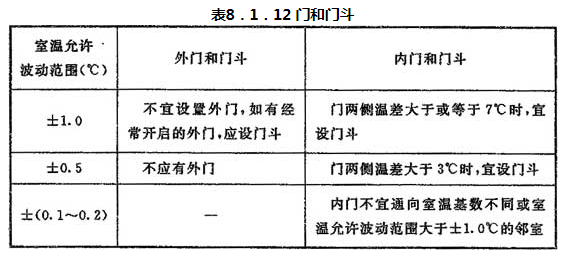 表8．1．12 门和门斗
室温允许
波动范围(℃)
外门和门斗
内门和门斗
±1.0
不宜设置外门,如有经
常开启的外门,应设门斗
门两侧温差大于或等于7℃时,宜
设门斗
±0.5
不应有外门
门两侧温差大于3℃时,宜设门斗
±(0.1～0.2)
—
内门不宜通向室温基数不同或室
温允许波动范围大于±1.0℃的邻室